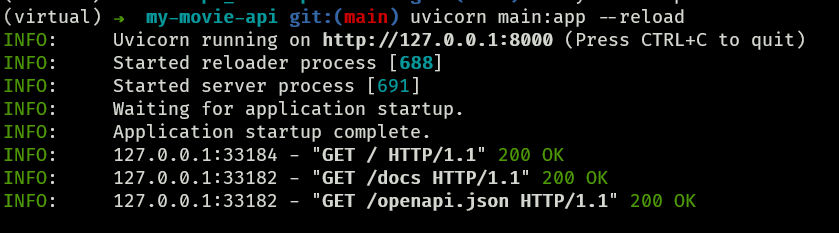 (virtual) → my-movie-api git:(main) uvicorn main:app --reload
INFO:     Uvicorn running on http://127.0.0.1:8000 (Press CTRL+C to quit)
INFO:     Started reloader process [688]
INFO:     Started server process [691]
INFO:     Waiting for application startup.
INFO:     Application startup complete.
INFO:     127.0.0.1:33184 - "GET / HTTP/1.1" 200 OK
INFO:     127.0.0.1:33182 - "GET /docs HTTP/1.1" 200 OK
INFO:     127.0.0.1:33182 - "GET /openapi.json HTTP/1.1" 200 OK